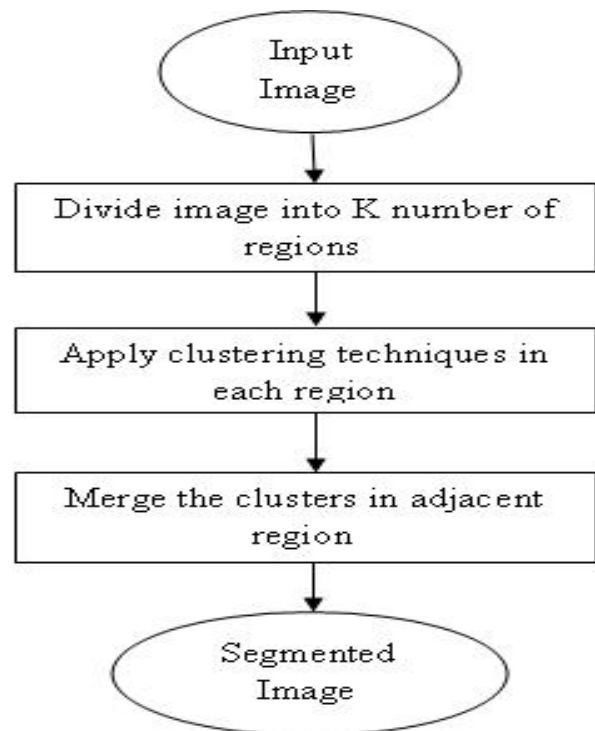 Input
Image
Divide image into K number of
regions
Apply clustering techniques in
each region
Merge the clusters in adjacent
region
Segmented
Image